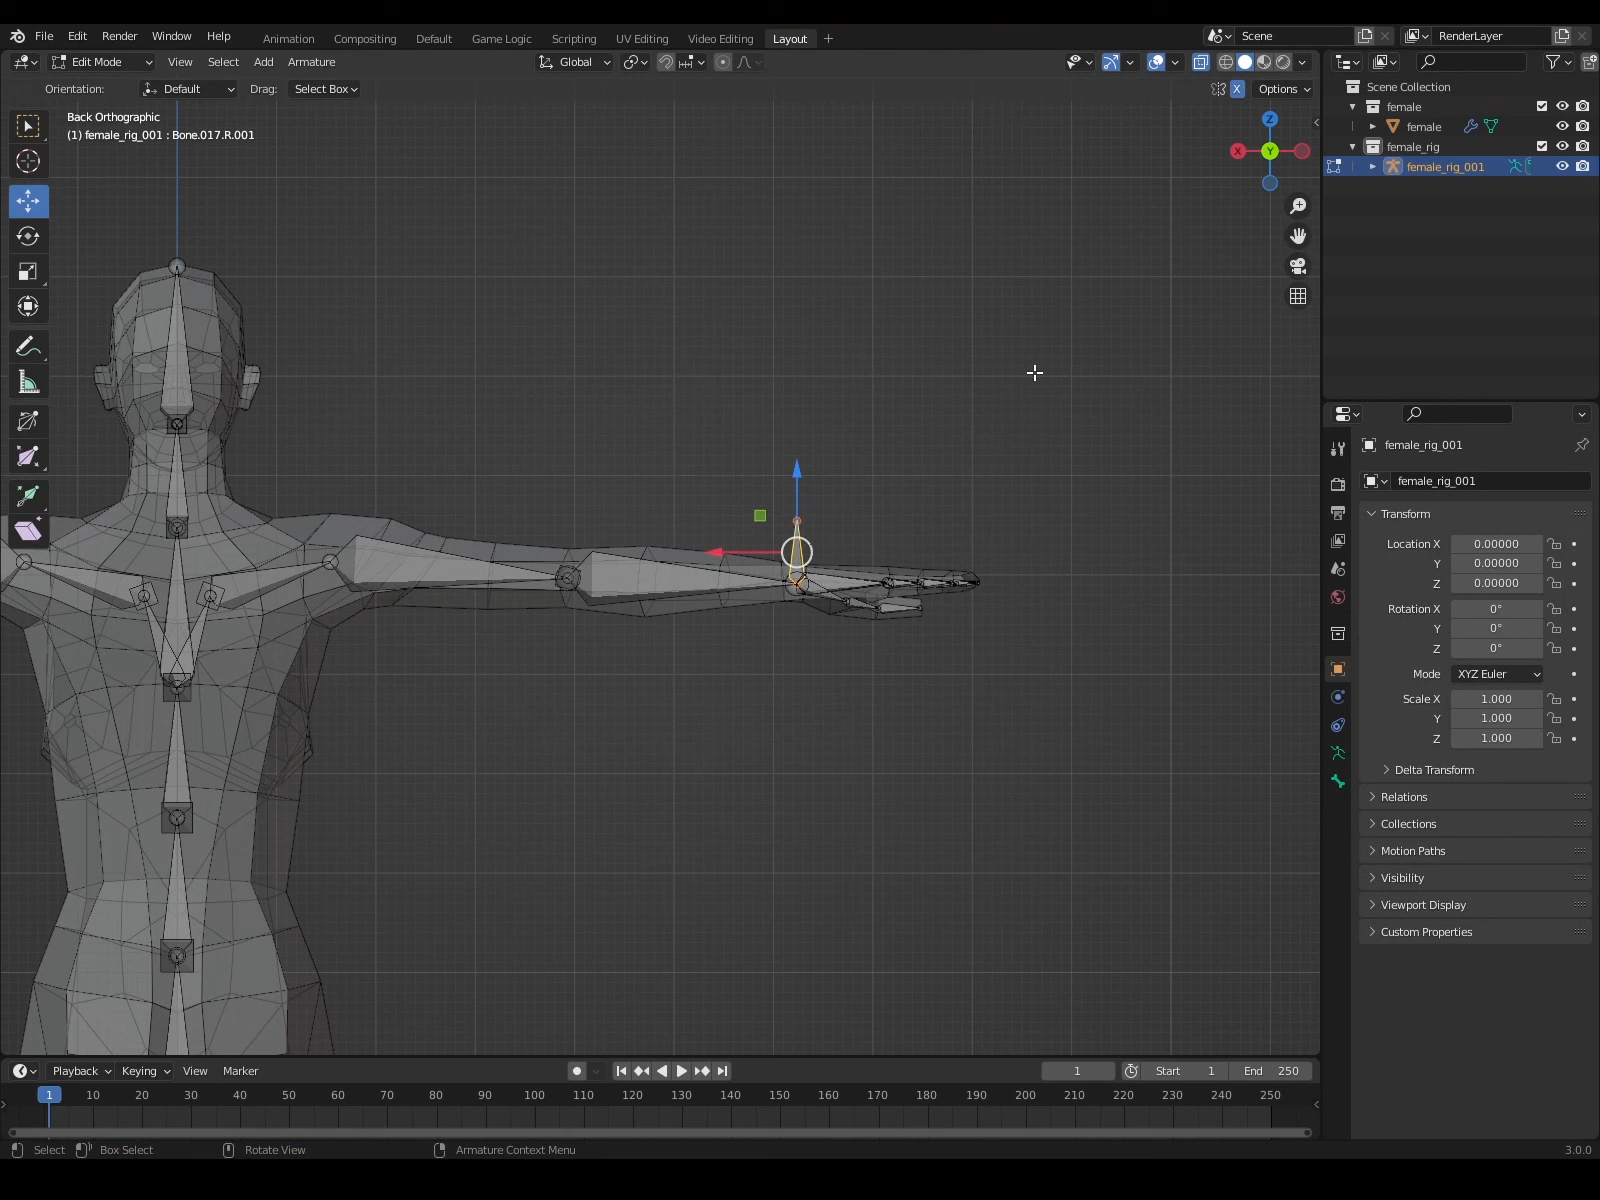 File Edit Render Window Help Animation Compositing Default Game Logic Scripting UV Editing Video Editing Layout + Scene RenderLayer
Edit Mode View Select Add Armature Global
Orientation: Default Drag: Select Box X Options
Back Orthographic
(1) female_rig_001 : Bone.017.R.001
Z
X Y
Scene Collection
female
female
female_rig
female_rig_001
female_rig_001
female_rig_001
Transform
Location X 0.00000
Y 0.00000
Z 0.00000
Rotation X 0°
Y 0°
Z 0°
Mode XYZ Euler
Scale X 1.000
Y 1.000
Z 1.000
Delta Transform
Relations
Collections
Motion Paths
Visibility
Viewport Display
Custom Properties
Playback Keying View Marker 1 Start 1 End 250
1 10 20 30 40 50 60 70 80 90 100 110 120 130 140 150 160 170 180 190 200 210 220 230 240 250
Select Box Select Rotate View Armature Context Menu 3.0.0